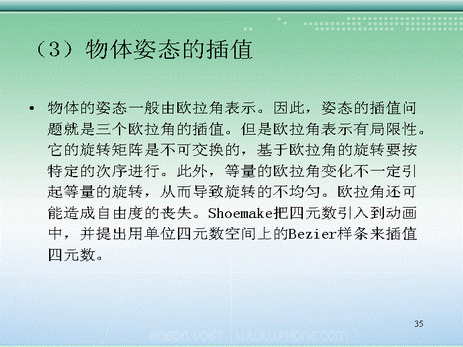 （3）物体姿态的插值
• 物体的姿态一般由欧拉角表示。因此，姿态的插值问
题就是三个欧拉角的插值。但是欧拉角表示有局限性。
它的旋转矩阵是不可交换的，基于欧拉角的旋转要按
特定的次序进行。此外，等量的欧拉角变化不一定引
起等量的旋转，从而导致旋转的不均匀。欧拉角还可
能造成自由度的丧失。Shoemake把四元数引入到动画
中，并提出用单位四元数空间上的Bezier样条来插值
四元数。
35